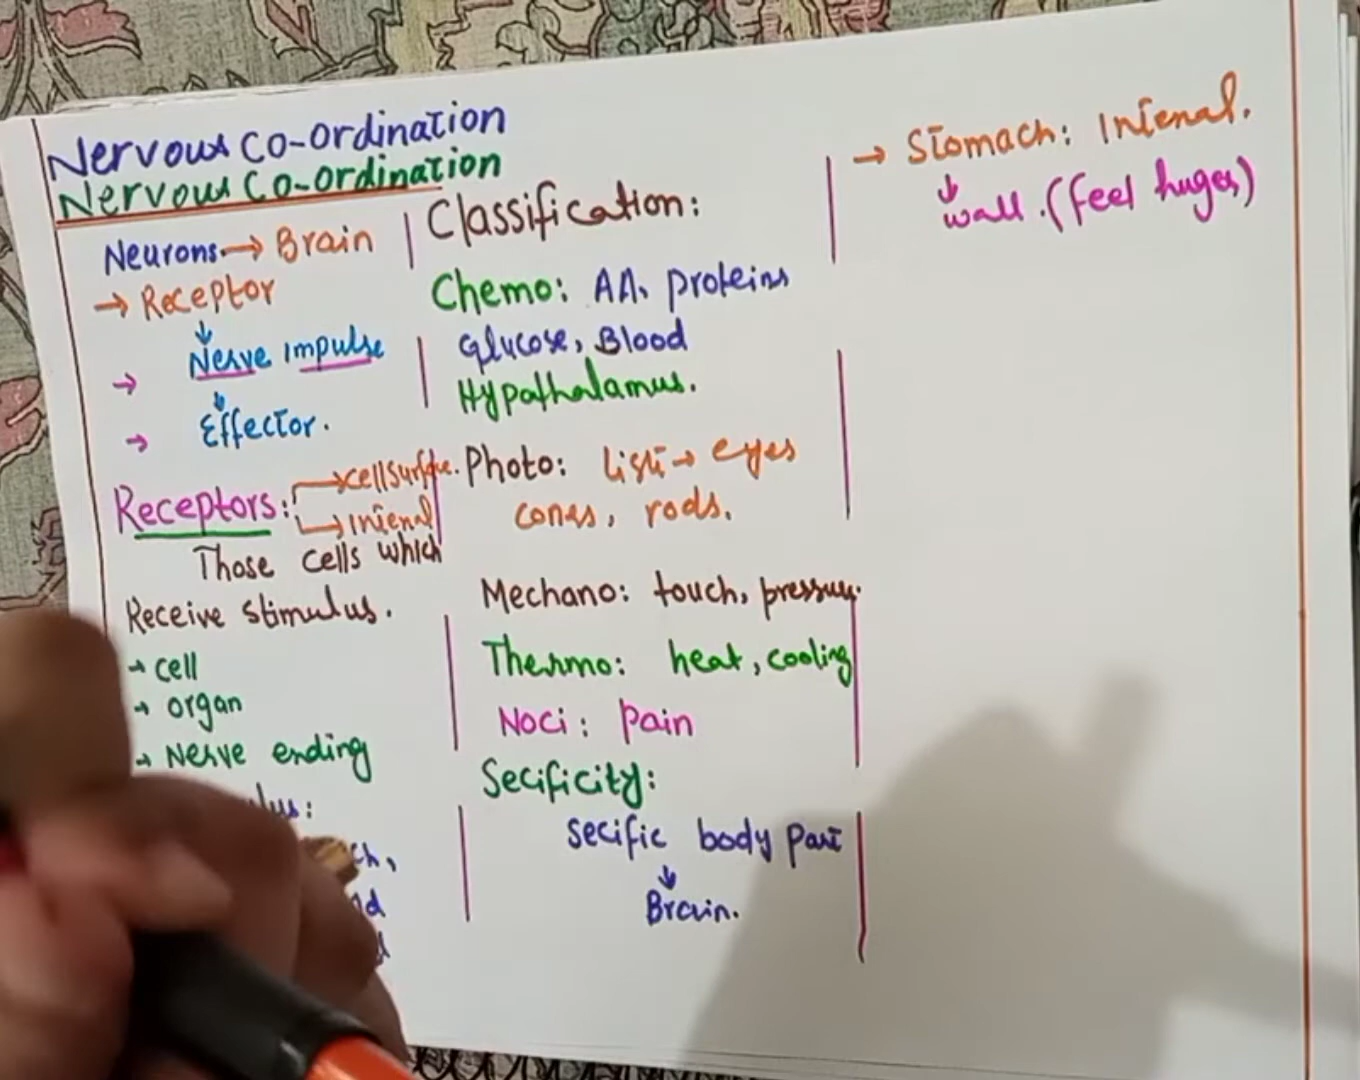 Nervous Co-ordination
Nervous Co-ordination
Neurons → Brain
→ Receptor
↓
→ Nerve impulse
↓
→ Effector.
Receptors: → cell surface.
→ Internal
Those cells which
Receive stimulus.
→ cell
→ organ
→ Nerve ending
Classification:
Chemo: AA, proteins
Glucose, Blood
Hypothalamus.
Photo: → eyes
cones, rods.
Mechano: touch, pressure.
Thermo: heat, cooling
Noci: Pain
Secificity:
Secific body part
↓
Brain.
→ Stomach: Internal.
↓
wall. (feel huger)